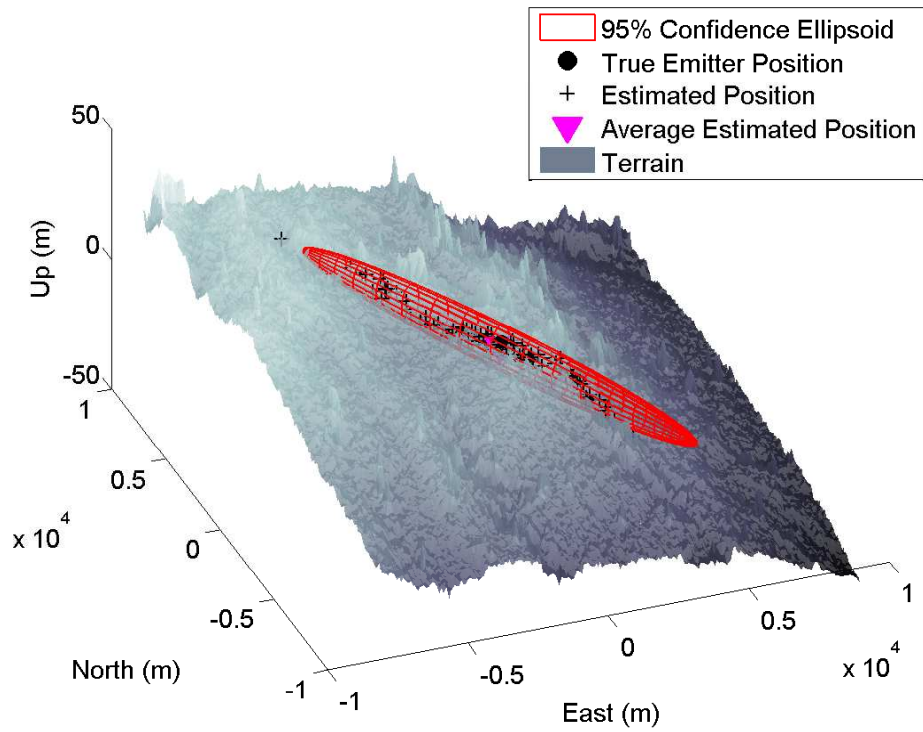 95% Confidence Ellipsoid
True Emitter Position
Estimated Position
Average Estimated Position
Terrain
50
0
-50
Up (m)
1
0.5
0
-0.5
-1
x 10^4
North (m)
-1
-0.5
0
0.5
1
x 10^4
East (m)